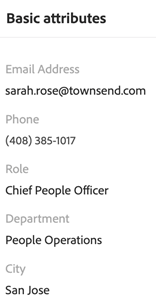 Basic attributes
Email Address
sarah.rose@townsend.com
Phone
(408) 385-1017
Role
Chief People Officer
Department
People Operations
City
San Jose